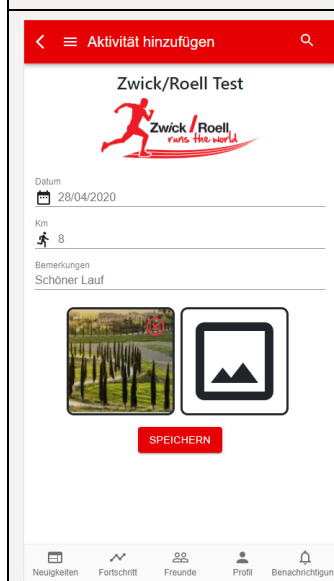 Aktivität hinzufügen
Zwick/Roell Test
Zwick/Roell
runs the world
Datum
28/04/2020
Km
8
Bemerkungen
Schöner Lauf
SPEICHERN
Neuigkeiten Fortschritt Freunde Profil Benachrichtigun